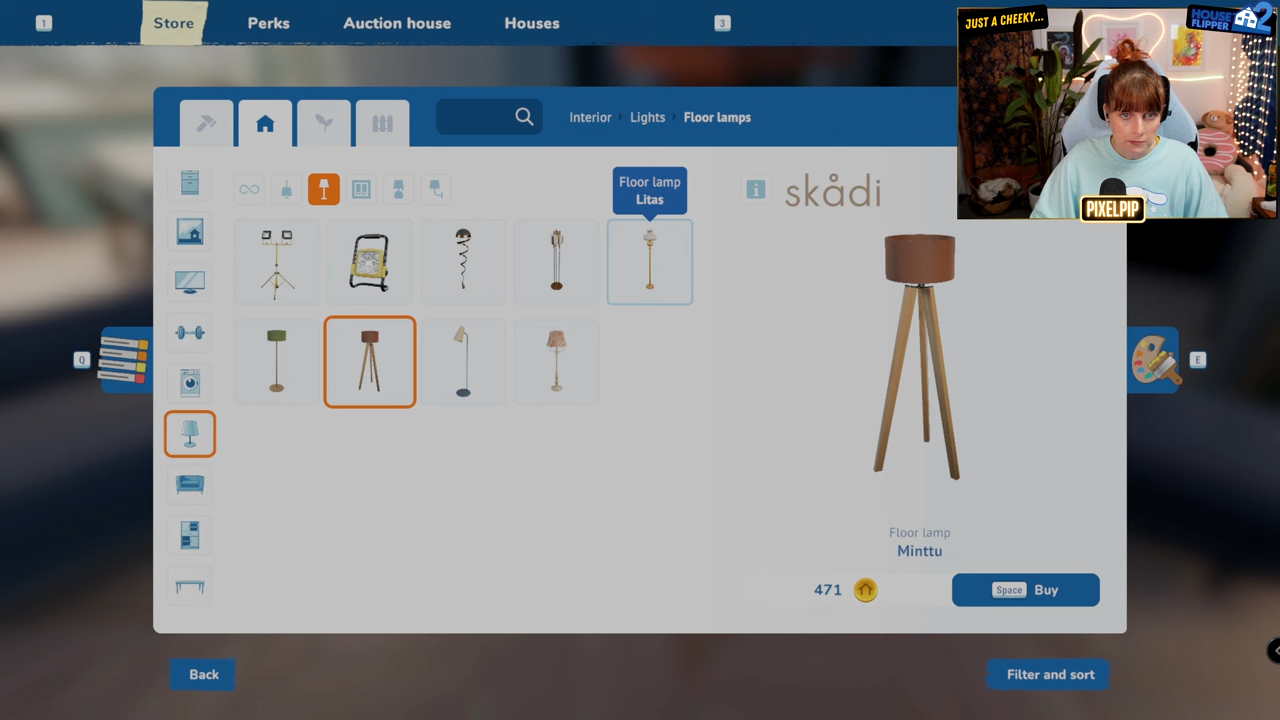 1
Store
Perks
Auction house
Houses
3
JUST A CHEEKY...
HOUSE
FLIPPER
2
PIXELPIP
Interior
Lights
Floor lamps
Floor lamp
Litas
skådi
Q
E
Floor lamp
Minttu
471
Space
Buy
Back
Filter and sort